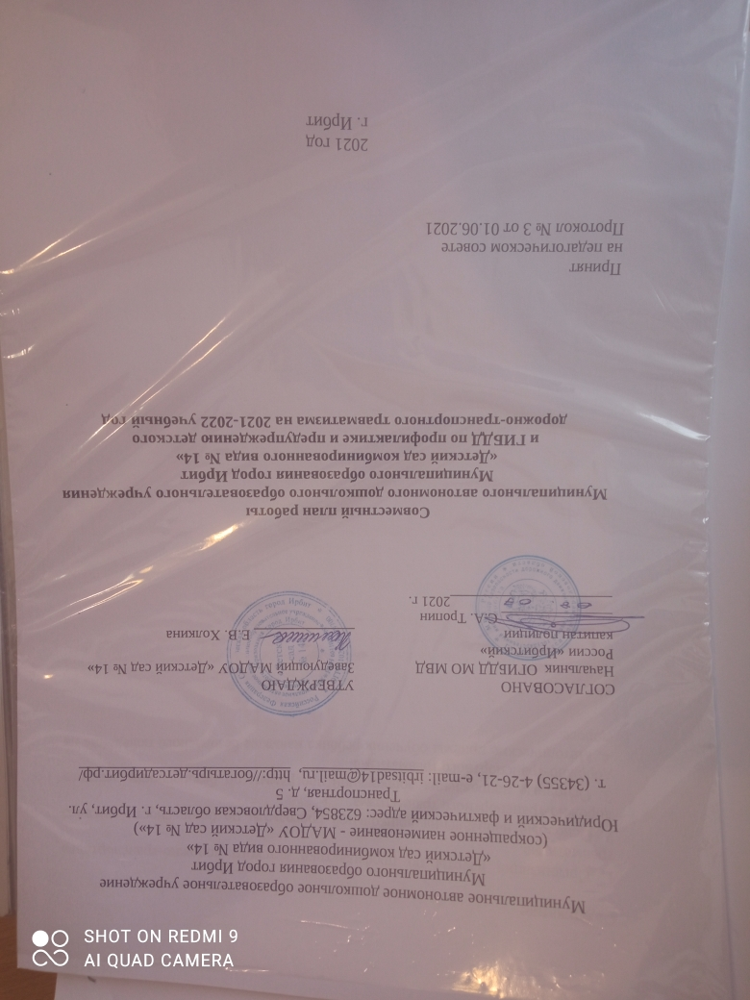 Муниципальное автономное дошкольное образовательное учреждение
Муниципального образования город Ирбит
«Детский сад комбинированного вида № 14»
(сокращенное наименование - МАДОУ «Детский сад № 14»)
Юридический и фактический адрес: 623854, Свердловская область, г. Ирбит, ул.
Транспортная, д. 5
т. (34355) 4-26-21, e-mail: irbitsad14@mail.ru, http://богатырь.детсадирбит.рф/
СОГЛАСОВАНО
Начальник ОГИБДД МО МВД
России «Ирбитский»
капитан полиции
С.А. Тропин
2021 г.
УТВЕРЖДАЮ
Заведующий МАДОУ «Детский сад № 14»
Е.В. Холкина
Совместный план работы
Муниципального автономного дошкольного образовательного учреждения
Муниципального образования город Ирбит
«Детский сад комбинированного вида № 14»
и ГИБДД по профилактике и предупреждению детского
дорожно-транспортного травматизма на 2021-2022 учебный год
Принят
на педагогическом совете
Протокол № 3 от 01.06.2021
2021 год
г. Ирбит
SHOT ON REDMI 9
AI QUAD CAMERA